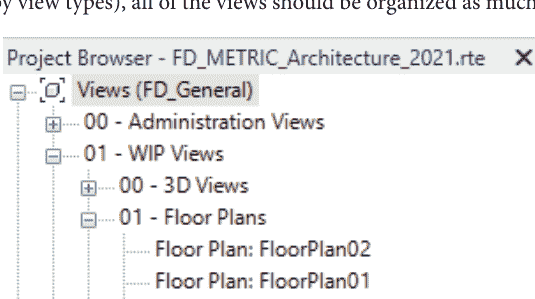 by view types), all of the views should be organized as much
Project Browser - FD_METRIC_Architecture_2021.rte
Views (FD_General)
00 - Administration Views
01 - WIP Views
00 - 3D Views
01 - Floor Plans
Floor Plan: FloorPlan02
Floor Plan: FloorPlan01